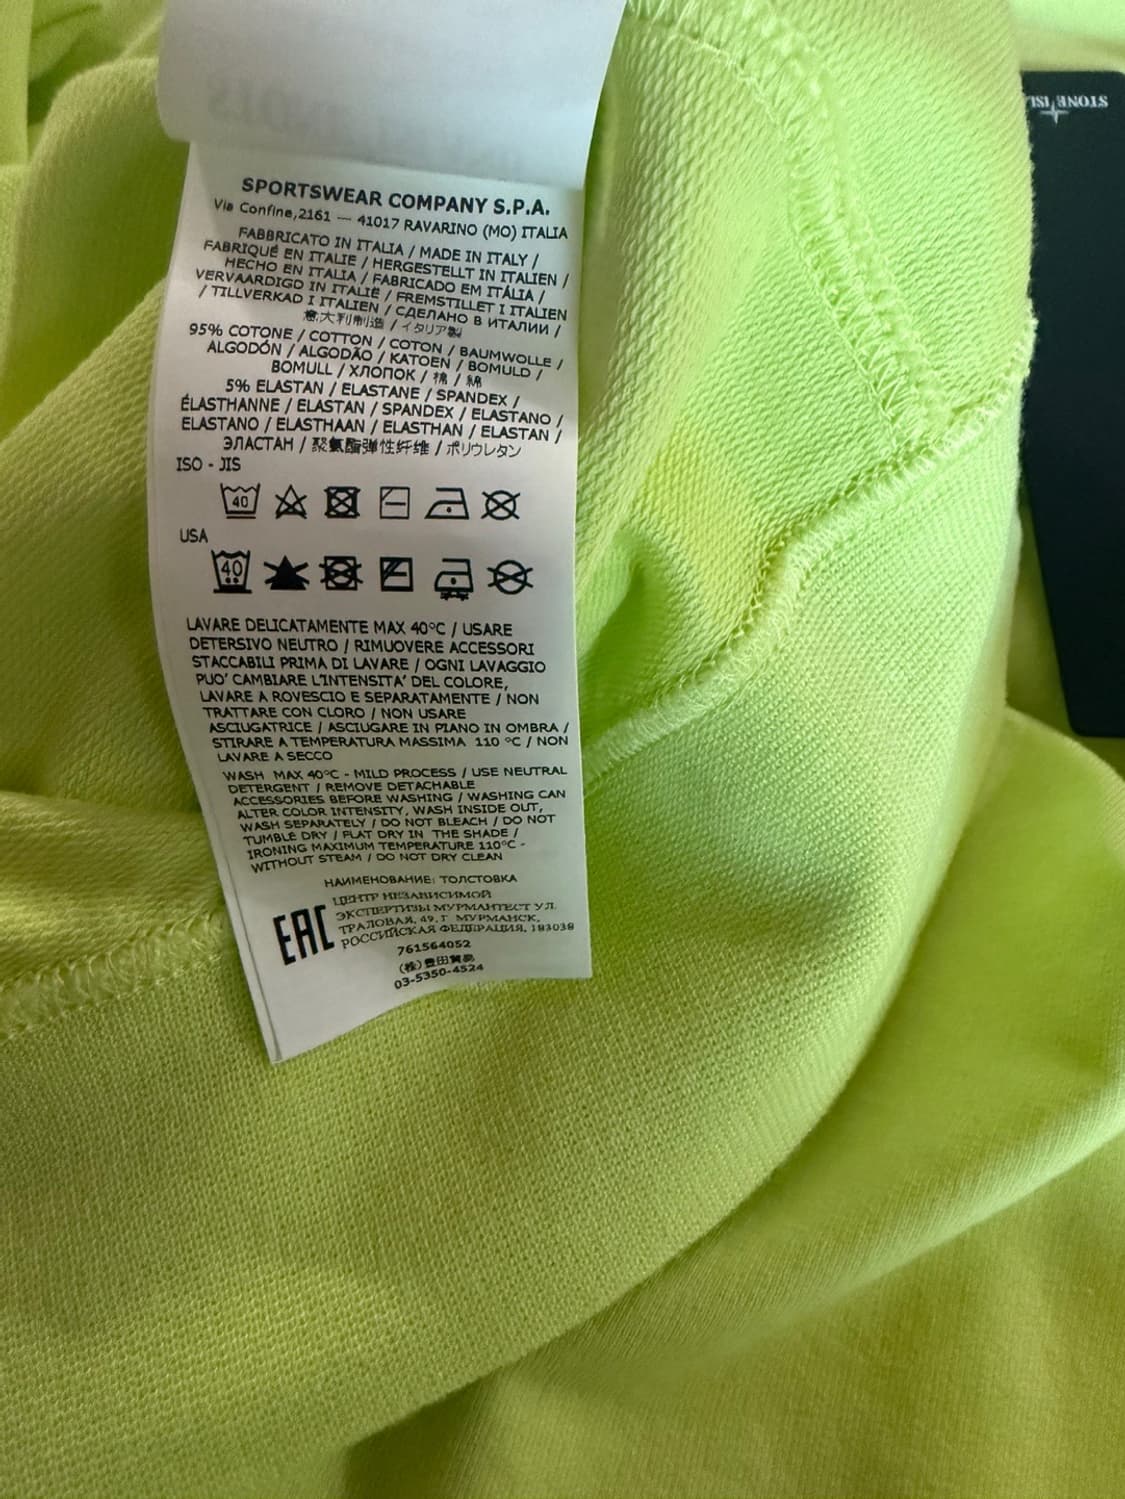 STONE ISL
SPORTSWEAR COMPANY S.P.A.
Via Confine,2161 — 41017 RAVARINO (MO) ITALIA
FABBRICATO IN ITALIA / MADE IN ITALY /
FABRIQUÉ EN ITALIE / HERGESTELLT IN ITALIEN /
HECHO EN ITALIA / FABRICADO EM ITÁLIA /
VERVAARDIGD IN ITALIË / FREMSTILLET I ITALIEN
/ TILLVERKAD I ITALIEN / СДЕЛАНО В ИТАЛИИ /
意大利制造 / イタリア製
95% COTONE / COTTON / COTON / BAUMWOLLE /
ALGODÓN / ALGODÃO / KATOEN / BOMULD /
BOMULL / ХЛОПОК / 棉 / 綿
5% ELASTAN / ELASTANE / SPANDEX /
ÉLASTHANNE / ELASTAN / SPANDEX / ELASTANO /
ELASTANO / ELASTHAAN / ELASTHAN / ELASTAN /
ЭЛАСТАН / 聚氨酯弹性纤维 / ポリウレタン
ISO - JIS
40
USA
40
LAVARE DELICATAMENTE MAX 40°C / USARE
DETERSIVO NEUTRO / RIMUOVERE ACCESSORI
STACCABILI PRIMA DI LAVARE / OGNI LAVAGGIO
PUO' CAMBIARE L'INTENSITA' DEL COLORE,
LAVARE A ROVESCIO E SEPARATAMENTE / NON
TRATTARE CON CLORO / NON USARE
ASCIUGATRICE / ASCIUGARE IN PIANO IN OMBRA /
STIRARE A TEMPERATURA MASSIMA 110 °C / NON
LAVARE A SECCO
WASH MAX 40°C - MILD PROCESS / USE NEUTRAL
DETERGENT / REMOVE DETACHABLE
ACCESSORIES BEFORE WASHING / WASHING CAN
ALTER COLOR INTENSITY, WASH INSIDE OUT,
WASH SEPARATELY / DO NOT BLEACH / DO NOT
TUMBLE DRY / FLAT DRY IN THE SHADE /
IRONING MAXIMUM TEMPERATURE 110°C -
WITHOUT STEAM / DO NOT DRY CLEAN
НАИМЕНОВАНИЕ: ТОЛСТОВКА
EAC
ЦЕНТР НЕЗАВИСИМОЙ
ЭКСПЕРТИЗЫ МУРМАНТЕСТ УЛ.
ТРАЛОВАЯ, 49, Г МУРМАНСК,
РОССИЙСКАЯ ФЕДЕРАЦИЯ, 183038
761564052
(株)豊田貿易
03-5350-4524